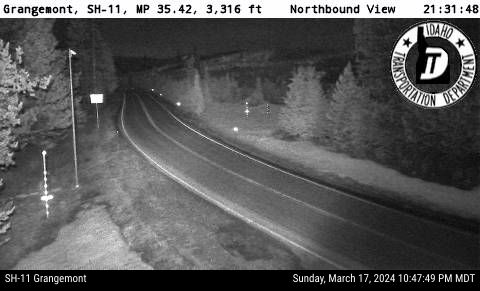 Grangemont, SH-11, MP 35.42, 3,316 ft Northbound View 21:31:48
IDAHO
TRANSPORTATION DEPARTMENT
SH-11 Grangemont Sunday, March 17, 2024 10:47:49 PM MDT